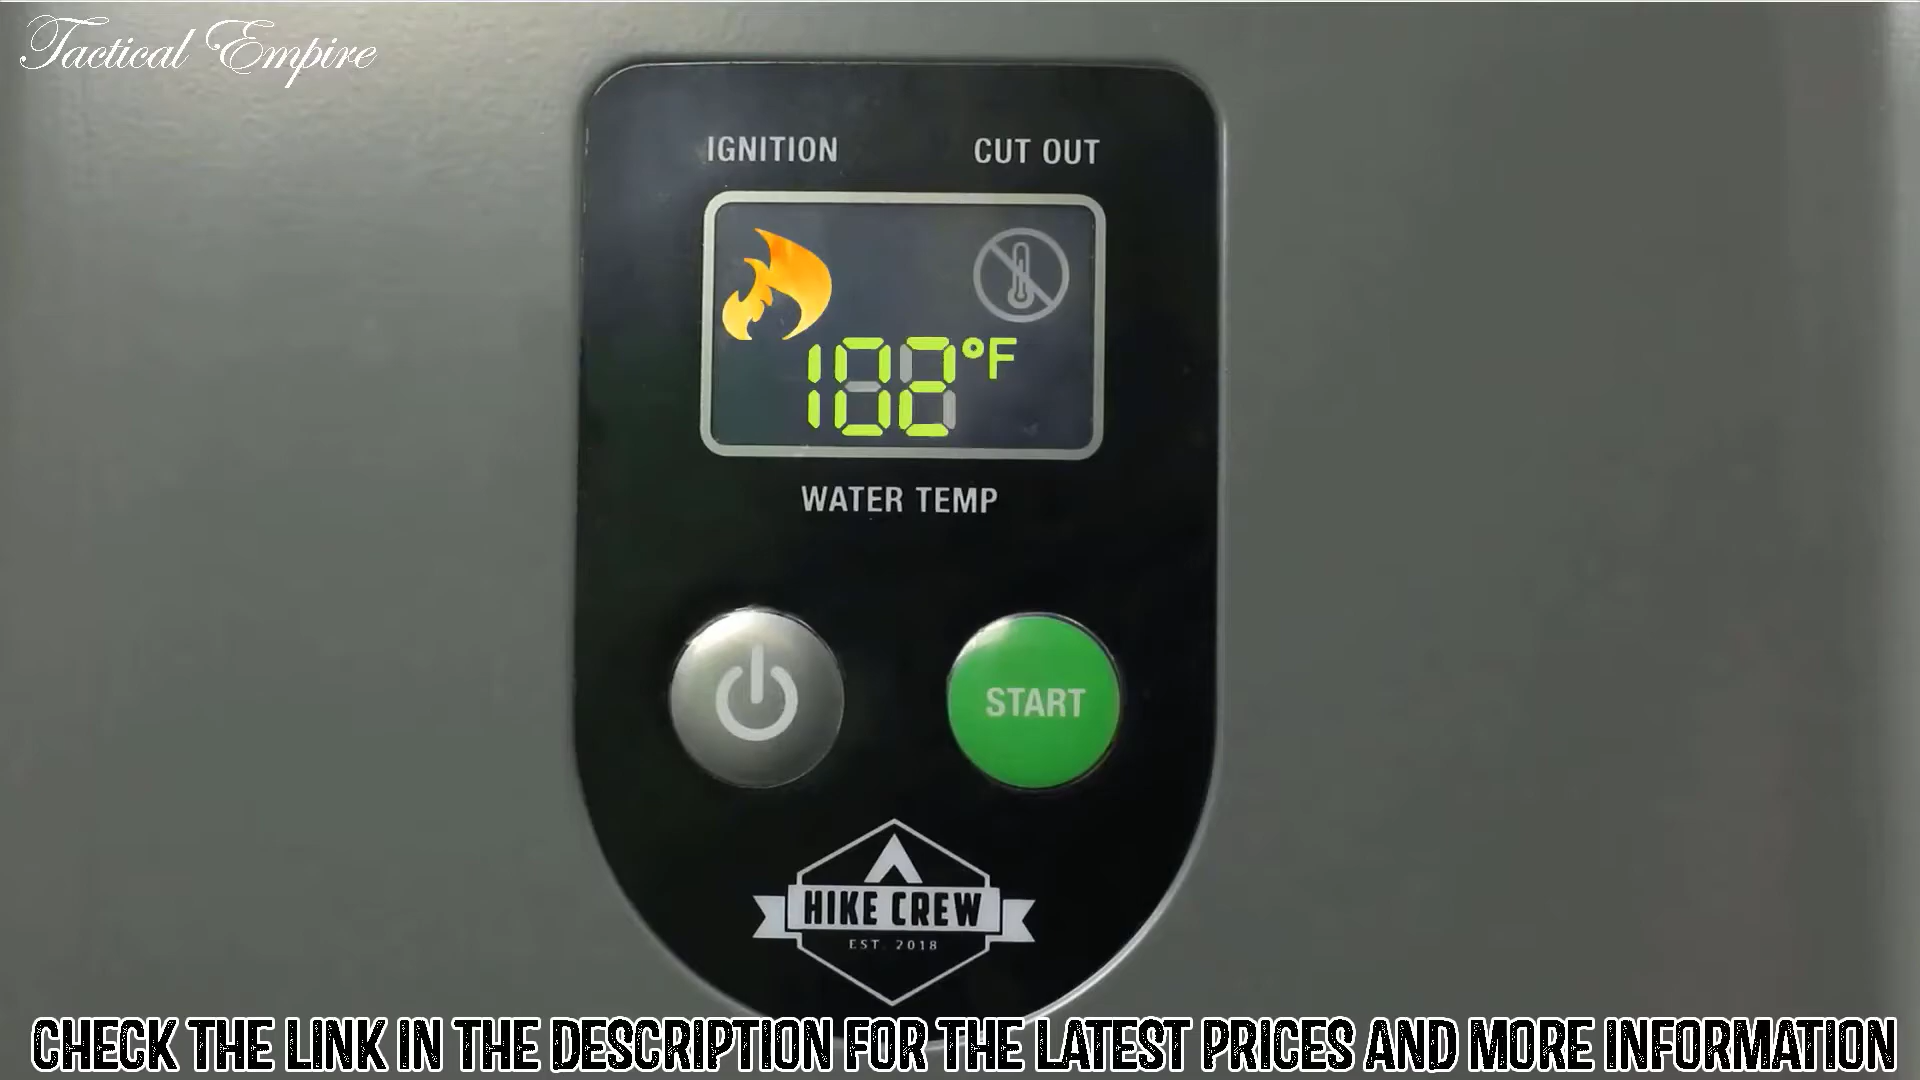 Tactical Empire
IGNITION CUT OUT
102°F
WATER TEMP
START
HIKE CREW
EST. 2018
CHECK THE LINK IN THE DESCRIPTION FOR THE LATEST PRICES AND MORE INFORMATION